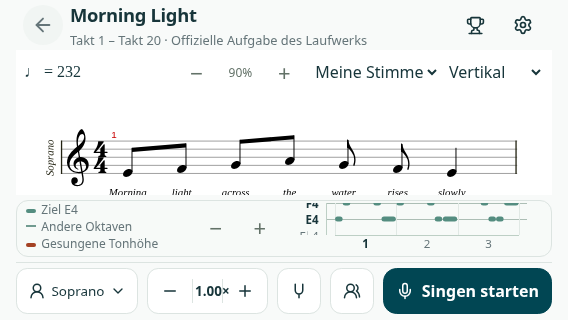 Morning Light
Takt 1 – Takt 20 · Offizielle Aufgabe des Laufwerks
♩ = 232
− 90% +
Meine Stimme
Vertikal
1
Soprano
4
4
Morning light across the water rises slowly
Ziel E4
Andere Oktaven
Gesungene Tonhöhe
− +
F4
E4
1 2 3
Soprano
− 1.00× +
Singen starten